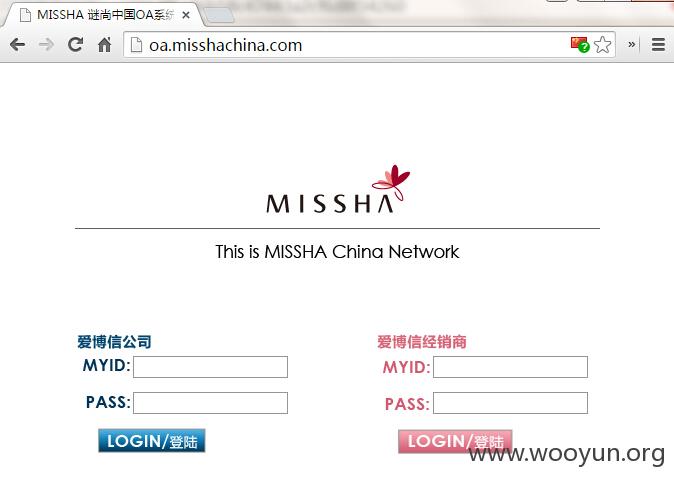 MISSHA 谜尚中国OA系统
oa.misshachina.com
MISSHA
This is MISSHA China Network
爱博信公司
MYID:
PASS:
LOGIN/登陆
爱博信经销商
MYID:
PASS:
LOGIN/登陆
www.wooyun.org